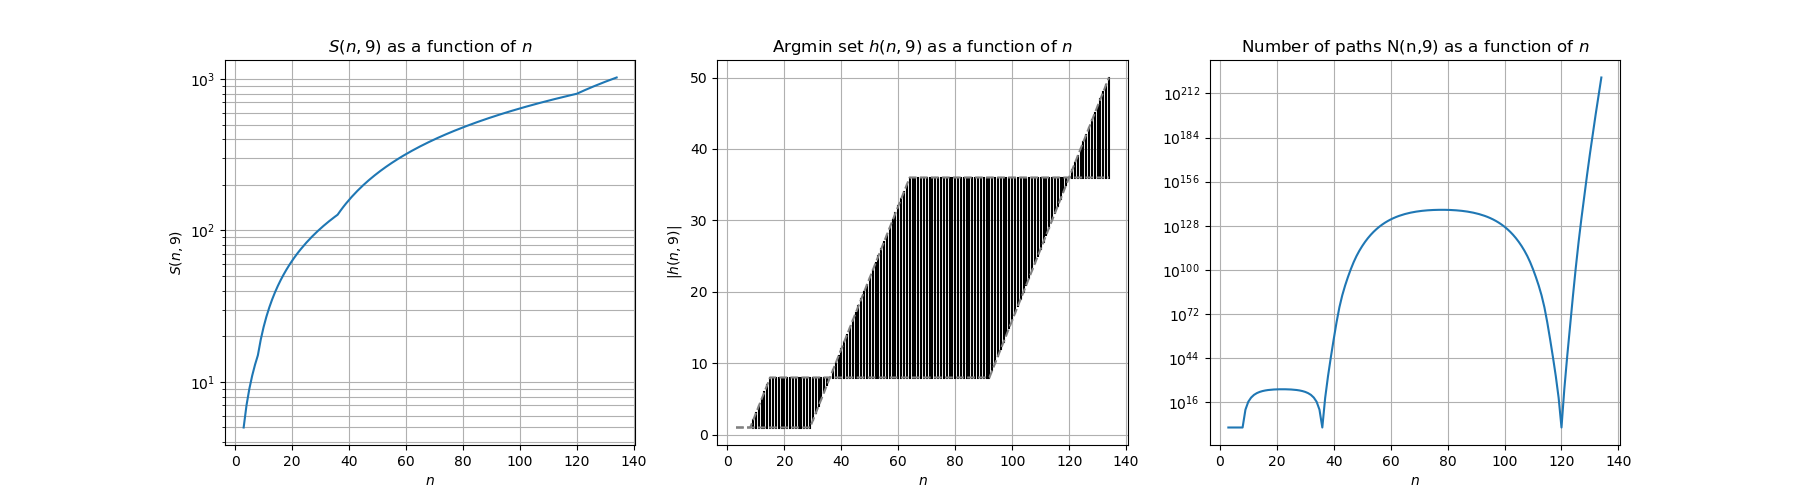 S(n, 9) as a function of n
S(n, 9)
10³
10²
10¹
0 20 40 60 80 100 120 140
n
Argmin set h(n, 9) as a function of n
|h(n, 9)|
50
40
30
20
10
0
0 20 40 60 80 100 120 140
n
Number of paths N(n,9) as a function of n
10²¹²
10¹⁸⁴
10¹⁵⁶
10¹²⁸
10¹⁰⁰
10⁷²
10⁴⁴
10¹⁶
0 20 40 60 80 100 120 140
n